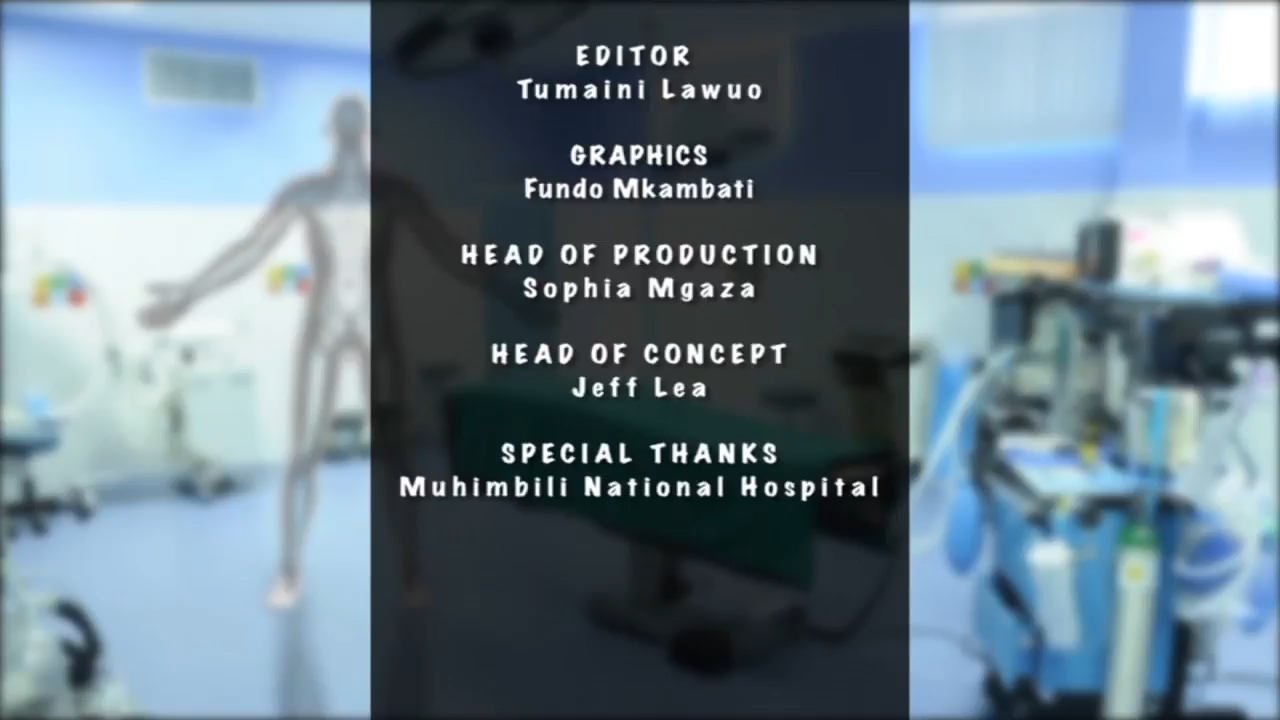 EDITOR
Tumaini Lawuo
GRAPHICS
Fundo Mkambati
HEAD OF PRODUCTION
Sophia Mgaza
HEAD OF CONCEPT
Jeff Lea
SPECIAL THANKS
Muhimbili National Hospital